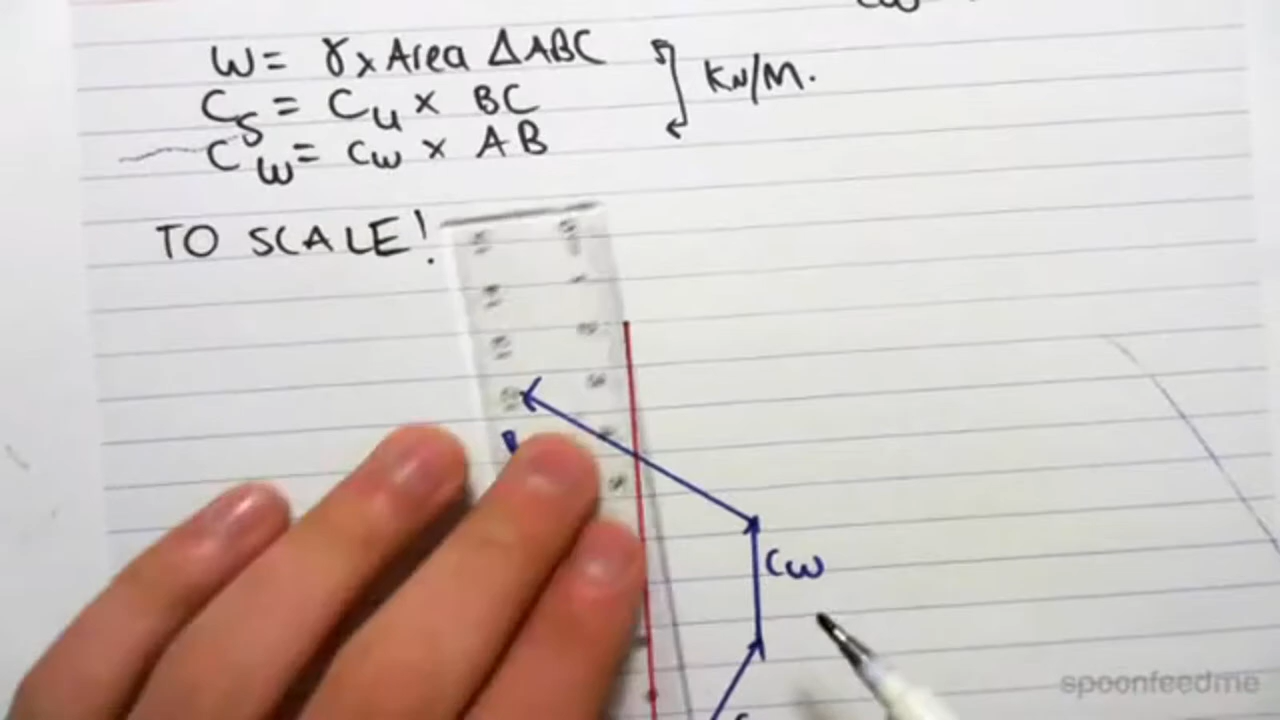 W = γ x Area ΔABC
Cs = Cu x BC
Cw = cw x AB
KN/M.
TO SCALE!
Cw
spoonfeedme